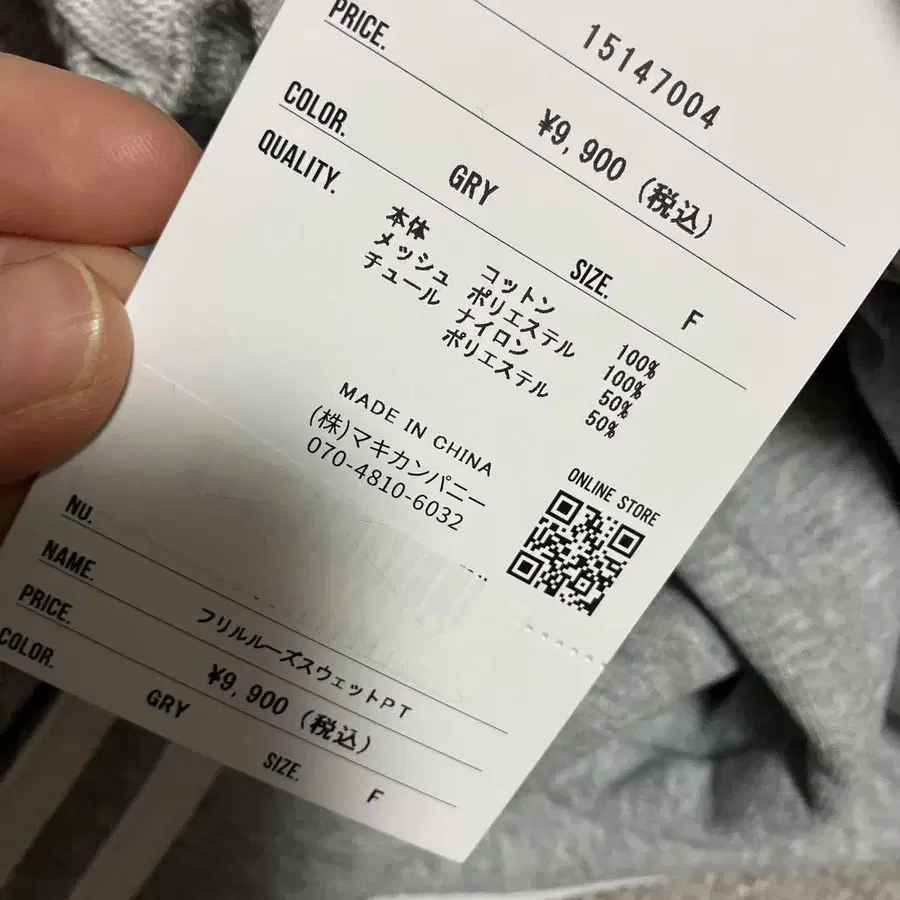 15147004
PRICE.
¥9,900（税込）
COLOR.
GRY
SIZE.
F
QUALITY.
本体 コットン 100%
メッシュ ポリエステル 100%
チュール ナイロン 50%
ポリエステル 50%
MADE IN CHINA
(株)マキカンパニー
070-4810-6032
ONLINE STORE
NU.
NAME.
フリルルーズスウェットPT
PRICE.
¥9,900（税込）
COLOR.
GRY
SIZE.
F